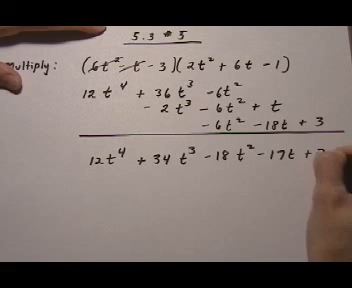 5.3 #5
Multiply: (6t² - t - 3)(2t² + 6t - 1)
12t⁴ + 36t³ - 6t²
- 2t³ - 6t² + t
- 6t² - 18t + 3
12t⁴ + 34t³ - 18t² - 17t +